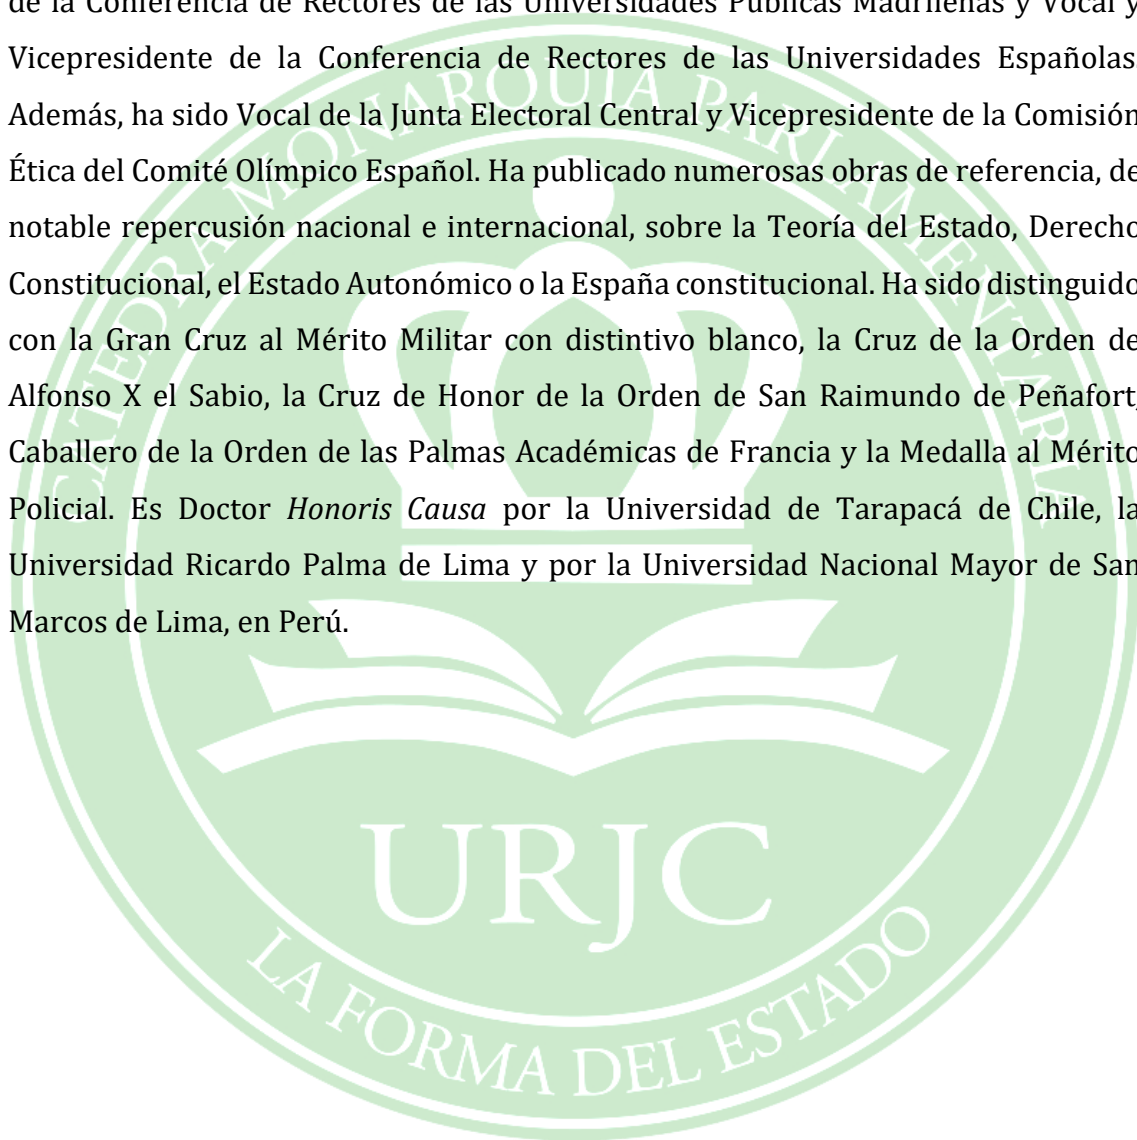 de la Conferencia de Rectores de las Universidades Públicas Madrileñas y Vocal y
Vicepresidente de la Conferencia de Rectores de las Universidades Españolas.
Además, ha sido Vocal de la Junta Electoral Central y Vicepresidente de la Comisión
Ética del Comité Olímpico Español. Ha publicado numerosas obras de referencia, de
notable repercusión nacional e internacional, sobre la Teoría del Estado, Derecho
Constitucional, el Estado Autonómico o la España constitucional. Ha sido distinguido
con la Gran Cruz al Mérito Militar con distintivo blanco, la Cruz de la Orden de
Alfonso X el Sabio, la Cruz de Honor de la Orden de San Raimundo de Peñafort,
Caballero de la Orden de las Palmas Académicas de Francia y la Medalla al Mérito
Policial. Es Doctor Honoris Causa por la Universidad de Tarapacá de Chile, la
Universidad Ricardo Palma de Lima y por la Universidad Nacional Mayor de San
Marcos de Lima, en Perú.
CATEDRA MONARQUIA PARLAMENTARIA
URJC
LA FORMA DEL ESTADO